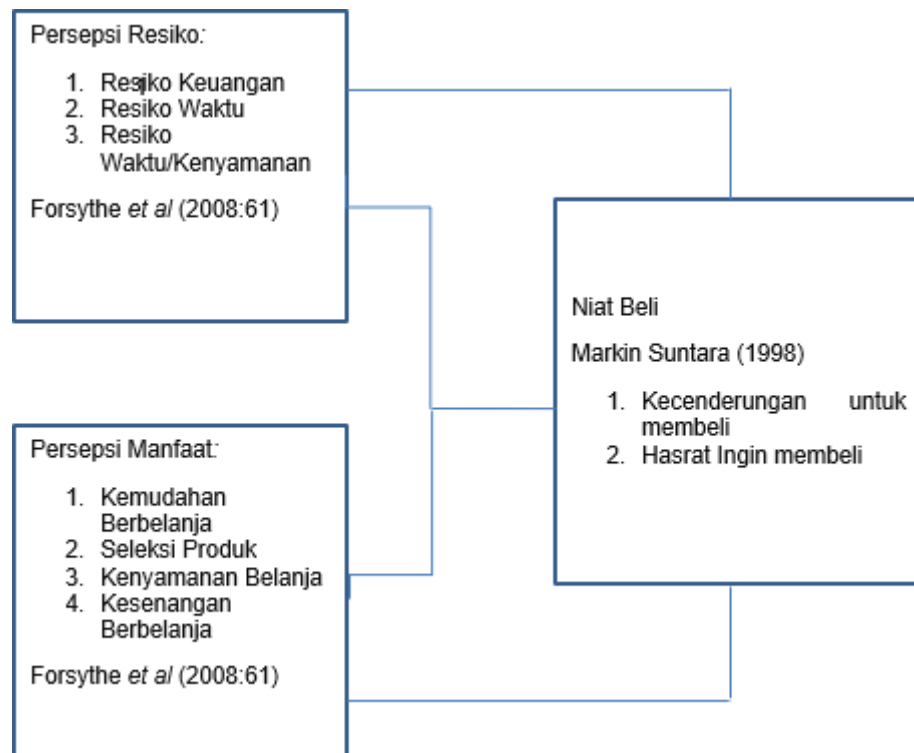 Persepsi Resiko:
1. Resiko Keuangan
2. Resiko Waktu
3. Resiko
Waktu/Kenyamanan
Forsythe et al (2008:61)
Persepsi Manfaat:
1. Kemudahan
Berbelanja
2. Seleksi Produk
3. Kenyamanan Belanja
4. Kesenangan
Berbelanja
Forsythe et al (2008:61)
Niat Beli
Markin Suntara (1998)
1. Kecenderungan untuk
membeli
2. Hasrat Ingin membeli